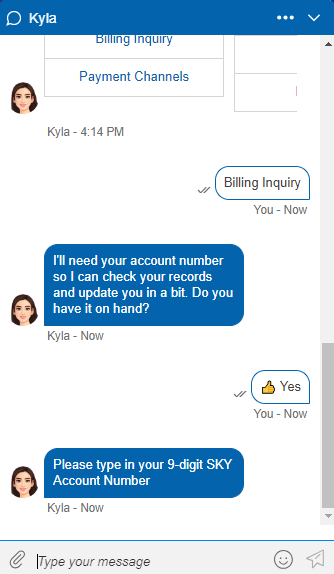 Kyla
Billing Inquiry
Payment Channels
Kyla - 4:14 PM
Billing Inquiry
You - Now
I'll need your account number
so I can check your records
and update you in a bit. Do you
have it on hand?
Kyla - Now
👍 Yes
You - Now
Please type in your 9-digit SKY
Account Number
Kyla - Now
Type your message